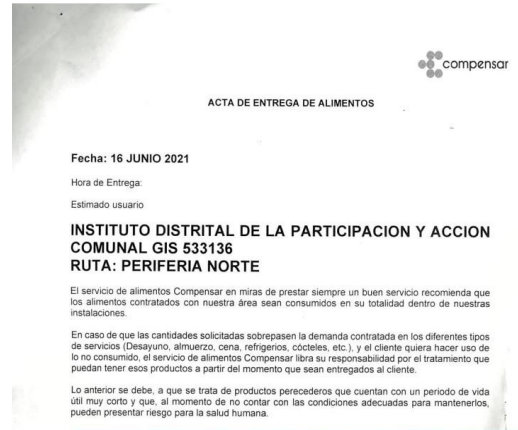 compensar
ACTA DE ENTREGA DE ALIMENTOS
Fecha: 16 JUNIO 2021
Hora de Entrega:
Estimado usuario
INSTITUTO DISTRITAL DE LA PARTICIPACION Y ACCION
COMUNAL GIS 533136
RUTA: PERIFERIA NORTE
El servicio de alimentos Compensar en miras de prestar siempre un buen servicio recomienda que
los alimentos contratados con nuestra área sean consumidos en su totalidad dentro de nuestras
instalaciones.
En caso de que las cantidades solicitadas sobrepasen la demanda contratada en los diferentes tipos
de servicios (Desayuno, almuerzo, cena, refrigerios, cócteles, etc.), y el cliente quiera hacer uso de
lo no consumido, el servicio de alimentos Compensar libra su responsabilidad por el tratamiento que
puedan tener esos productos a partir del momento que sean entregados al cliente.
Lo anterior se debe, a que se trata de productos perecederos que cuentan con un periodo de vida
útil muy corto y que, al momento de no contar con las condiciones adecuadas para mantenerlos,
pueden presentar riesgo para la salud humana.